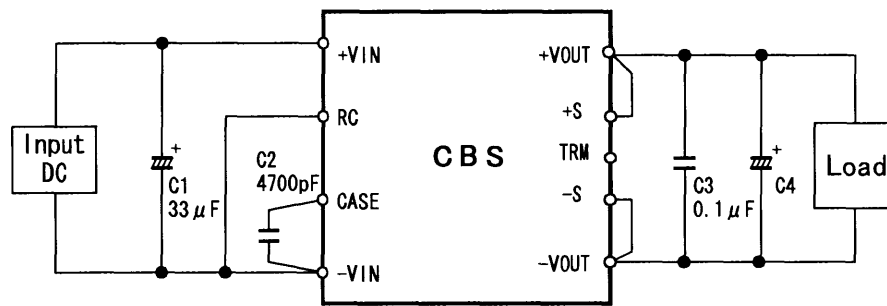 +VIN
RC
CASE
-VIN
CBS
+VOUT
+S
TRM
-S
-VOUT
Input
DC
+
C1
33μF
C2
4700pF
C3
0.1μF
+
C4
Load